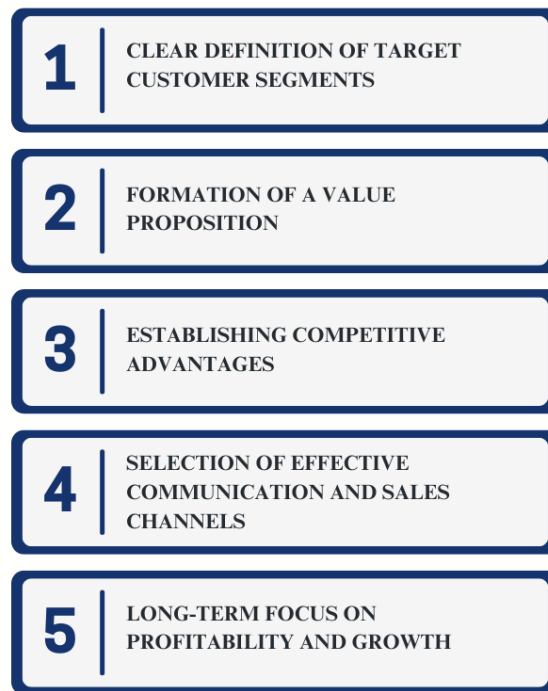 1
CLEAR DEFINITION OF TARGET
CUSTOMER SEGMENTS
2
FORMATION OF A VALUE
PROPOSITION
3
ESTABLISHING COMPETITIVE
ADVANTAGES
4
SELECTION OF EFFECTIVE
COMMUNICATION AND SALES
CHANNELS
5
LONG-TERM FOCUS ON
PROFITABILITY AND GROWTH